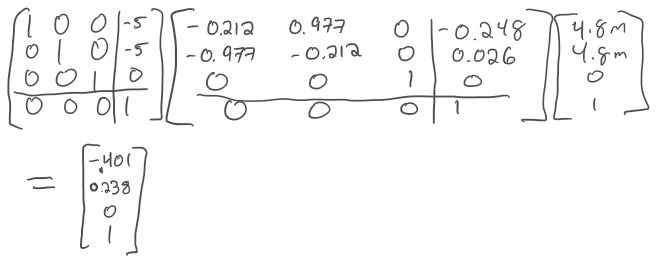 1 0 0 -5 -0.212 0.977 0 -0.248 4.8m
0 1 0 -5 -0.977 -0.212 0 0.026 4.8m
0 0 1 0 0 0 1 0 0
0 0 0 1 0 0 0 1 1
-.401
= 0.238
0
1